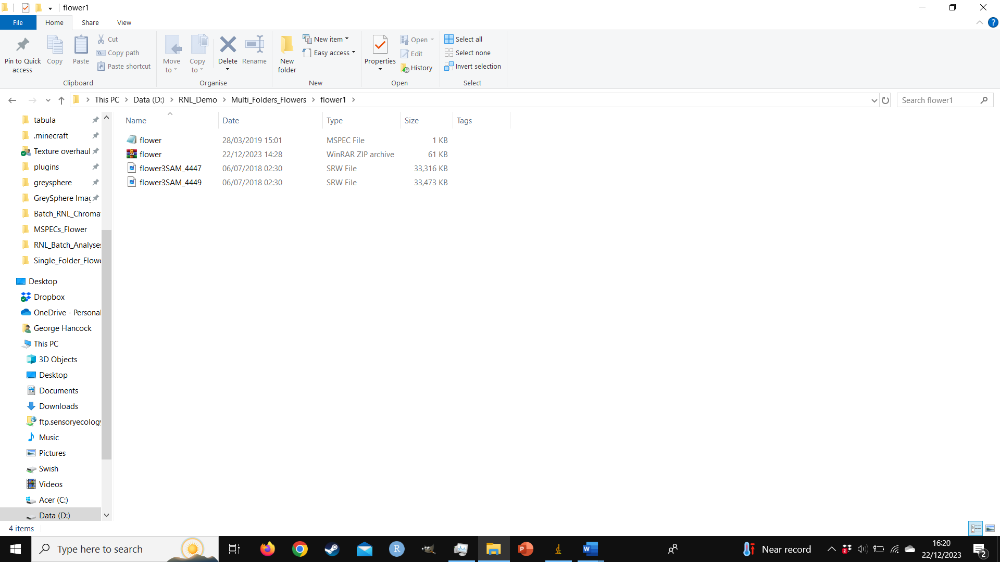 flower1
File
Home
Share
View
Pin to Quick access
Copy
Paste
Cut
Copy path
Paste shortcut
Clipboard
Move to
Copy to
Delete
Rename
Organise
New folder
New item
Easy access
New
Properties
Open
Edit
History
Open
Select all
Select none
Invert selection
Select
This PC
Data (D:)
RNL_Demo
Multi_Folders_Flowers
flower1
Search flower1
tabula
.minecraft
Texture overhaul
plugins
greysphere
GreySphere Imag
Batch_RNL_Chroma
MSPECs_Flower
RNL_Batch_Analyses
Single_Folder_Flowe
Desktop
Dropbox
OneDrive - Personal
George Hancock
This PC
3D Objects
Desktop
Documents
Downloads
ftp.sensoryecology
Music
Pictures
Swish
Videos
Acer (C:)
Data (D:)
Name Date Type Size Tags
flower 28/03/2019 15:01 MSPEC File 1 KB
flower 22/12/2023 14:28 WinRAR ZIP archive 61 KB
flower3SAM_4447 06/07/2018 02:30 SRW File 33,316 KB
flower3SAM_4449 06/07/2018 02:30 SRW File 33,473 KB
4 items
Type here to search
Near record
16:20
22/12/2023
2